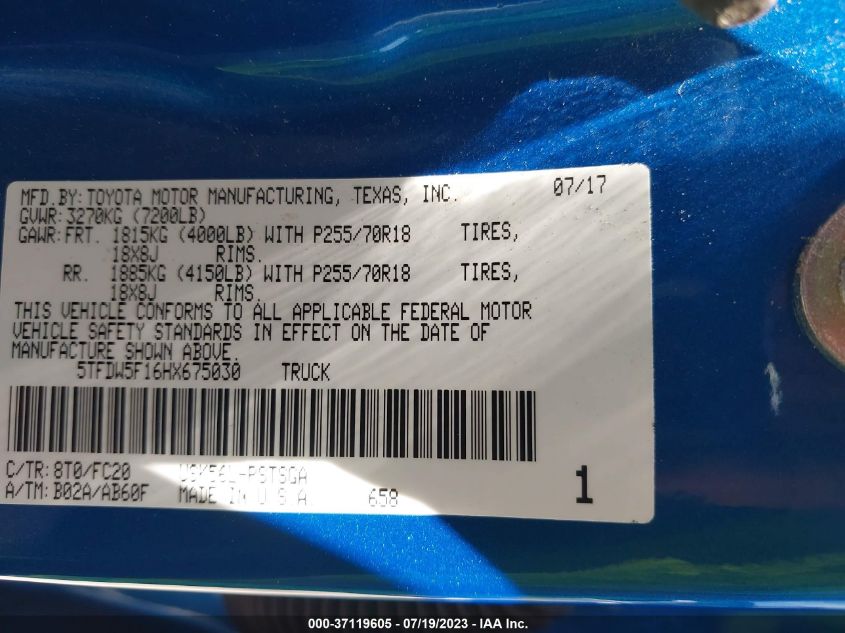 MFD.BY: TOYOTA MOTOR MANUFACTURING, TEXAS, INC. 07/17
GVWR: 3270KG (7200LB)
GAWR: FRT. 1815KG (4000LB) WITH P255/70R18 TIRES,
18X8J RIMS.
RR. 1885KG (4150LB) WITH P255/70R18 TIRES,
18X8J RIMS.
THIS VEHICLE CONFORMS TO ALL APPLICABLE FEDERAL MOTOR
VEHICLE SAFETY STANDARDS IN EFFECT ON THE DATE OF
MANUFACTURE SHOWN ABOVE.
5TFDW5F16HX675030 TRUCK
C/TR: 8T0/FC20
A/TM: B02A/AB60F MADE IN U S A 658 1
000-37119605 - 07/19/2023 - IAA Inc.